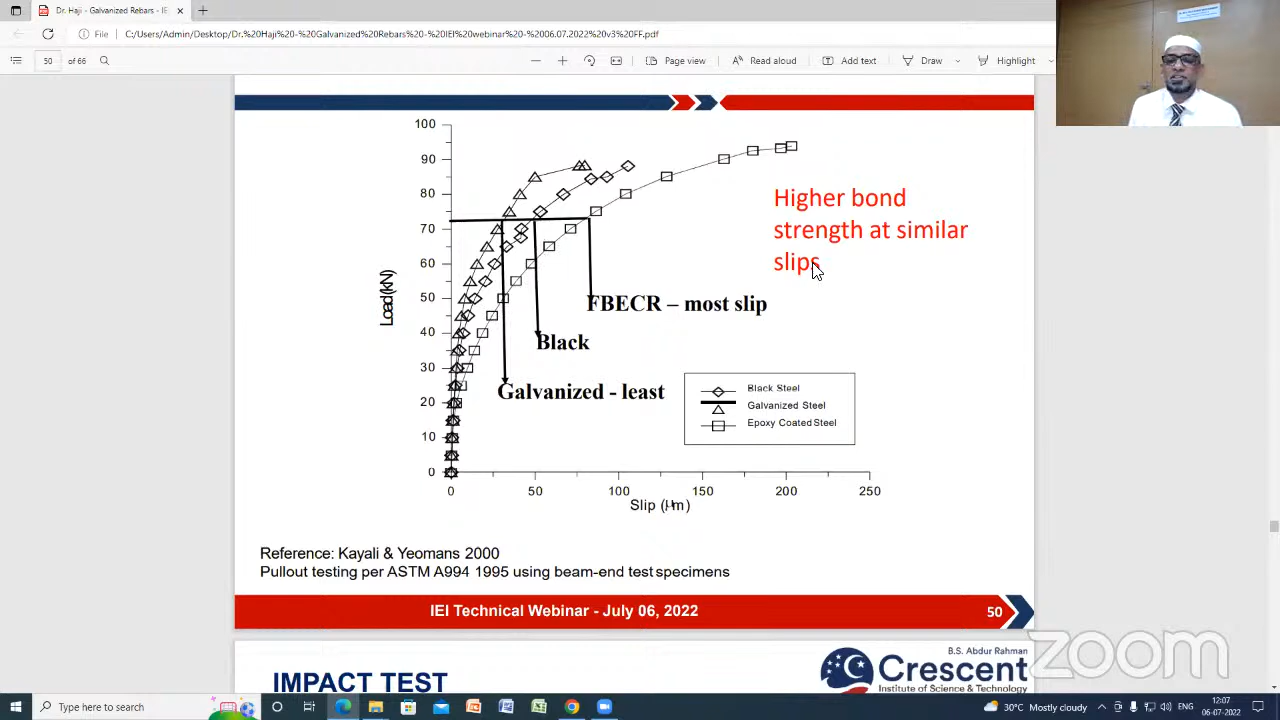 Dr. Haji - Galvanized Rebars - IEI
File
C:/Users/Admin/Desktop/Dr.%20Haji%20-%20Galvanized%20Rebars%20-%20IEI%20webinar%20-%2006.07.2022%20v3%20FF.pdf
50 of 66
Page view
Read aloud
Add text
Draw
Highlight
100
90
80
70
60
50
40
30
20
10
0
Load (kN)
0 50 100 150 200 250
Slip (μm)
Higher bond
strength at similar
slips
FBECR – most slip
Black
Galvanized - least
Black Steel
Galvanized Steel
Epoxy Coated Steel
Reference: Kayali & Yeomans 2000
Pullout testing per ASTM A994 1995 using beam-end test specimens
IEI Technical Webinar - July 06, 2022
50
IMPACT TEST
B.S. Abdur Rahman
Crescent
Institute of Science & Technology
zoom
Type here to search
30°C Mostly cloudy
ENG
12:07
06-07-2022